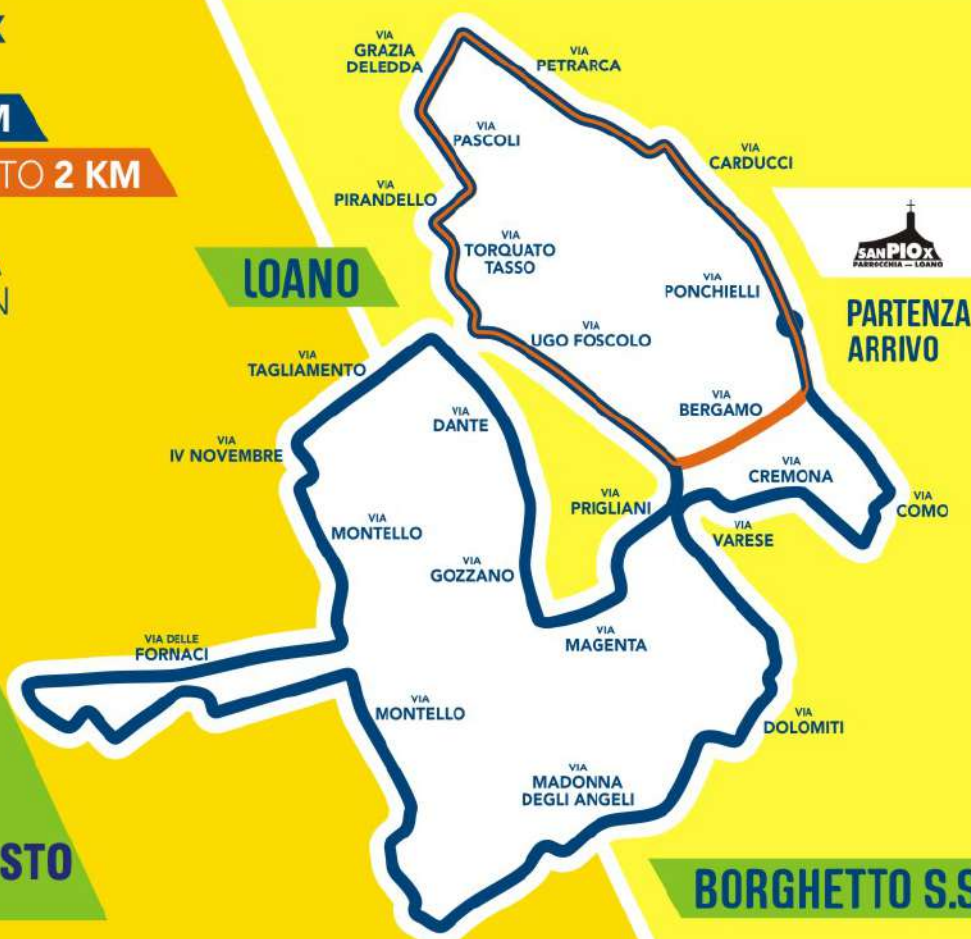 X
M
TO 2 KM
N
VIA
GRAZIA
DELEDDA
VIA
PETRARCA
VIA
PASCOLI
VIA
CARDUCCI
VIA
PIRANDELLO
VIA
TORQUATO
TASSO
SANPIOX
PARROCCHIA — LOANO
LOANO
VIA
PONCHIELLI
PARTENZA
ARRIVO
VIA
UGO FOSCOLO
VIA
TAGLIAMENTO
VIA
BERGAMO
VIA
DANTE
VIA
IV NOVEMBRE
VIA
CREMONA
VIA
PRIGLIANI
VIA
COMO
VIA
MONTELLO
VIA
VARESE
VIA
GOZZANO
VIA
MAGENTA
VIA DELLE
FORNACI
VIA
MONTELLO
VIA
DOLOMITI
VIA
MADONNA
DEGLI ANGELI
STO
BORGHETTO S.S